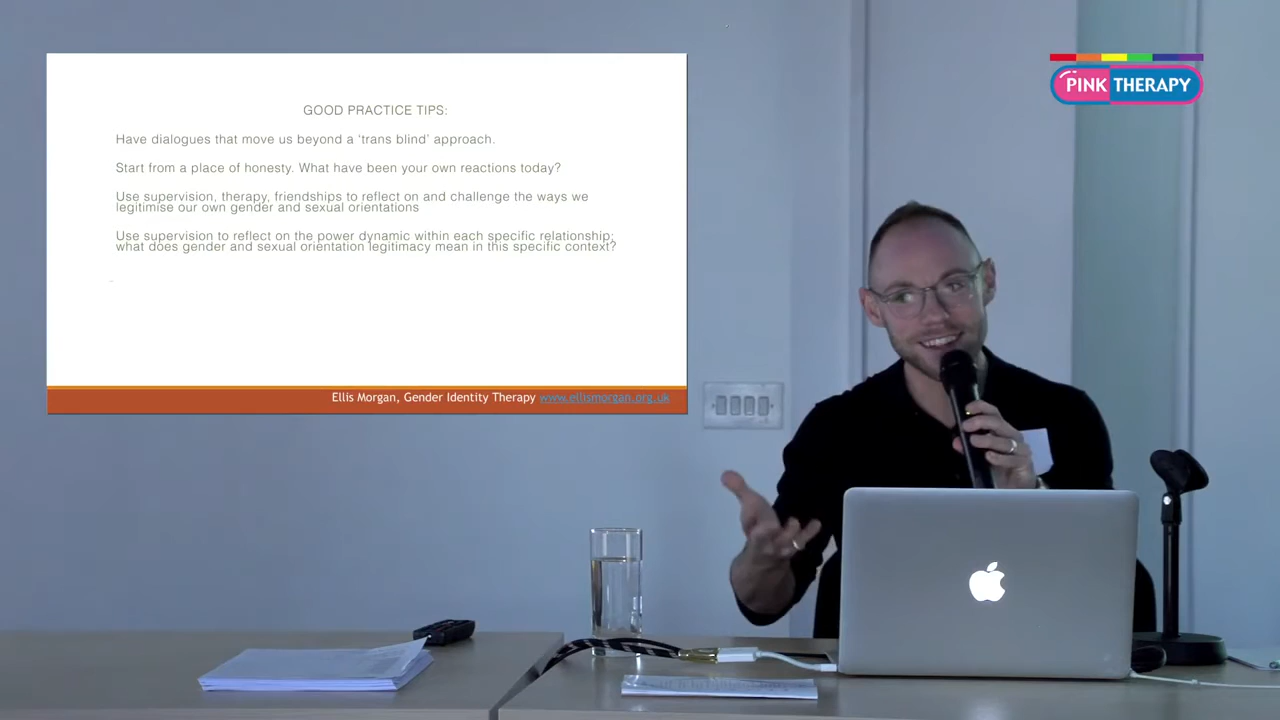 GOOD PRACTICE TIPS:
Have dialogues that move us beyond a ‘trans blind’ approach.
Start from a place of honesty. What have been your own reactions today?
Use supervision, therapy, friendships to reflect on and challenge the ways we
legitimise our own gender and sexual orientations
Use supervision to reflect on the power dynamic within each specific relationship;
what does gender and sexual orientation legitimacy mean in this specific context?
Ellis Morgan, Gender Identity Therapy www.ellismorgan.org.uk
PINK THERAPY